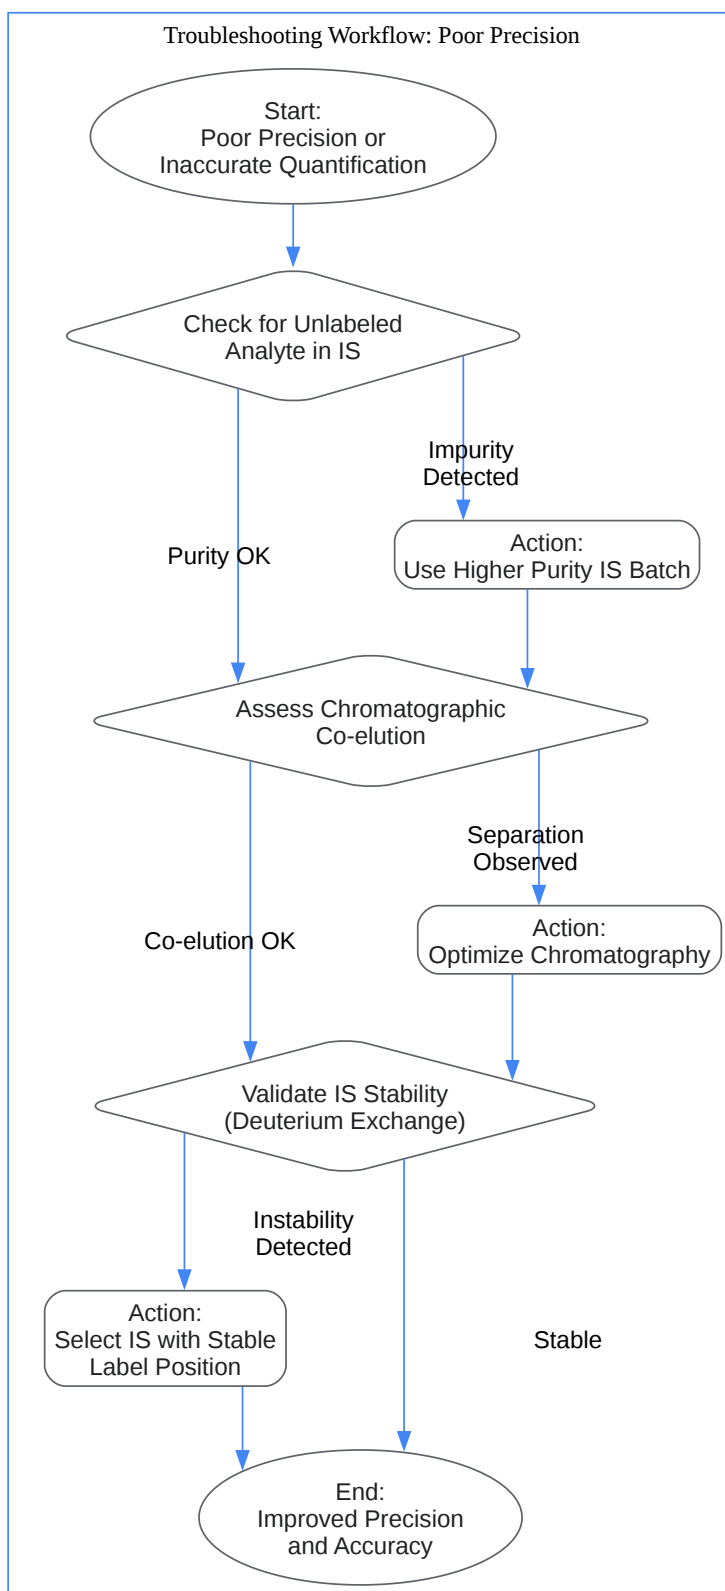 Troubleshooting Workflow: Poor Precision
Start:
Poor Precision or
Inaccurate Quantification
Check for Unlabeled
Analyte in IS
Impurity
Detected
Action:
Use Higher Purity IS Batch
Purity OK
Assess Chromatographic
Co-elution
Separation
Observed
Action:
Optimize Chromatography
Co-elution OK
Validate IS Stability
(Deuterium Exchange)
Instability
Detected
Action:
Select IS with Stable
Label Position
Stable
End:
Improved Precision
and Accuracy